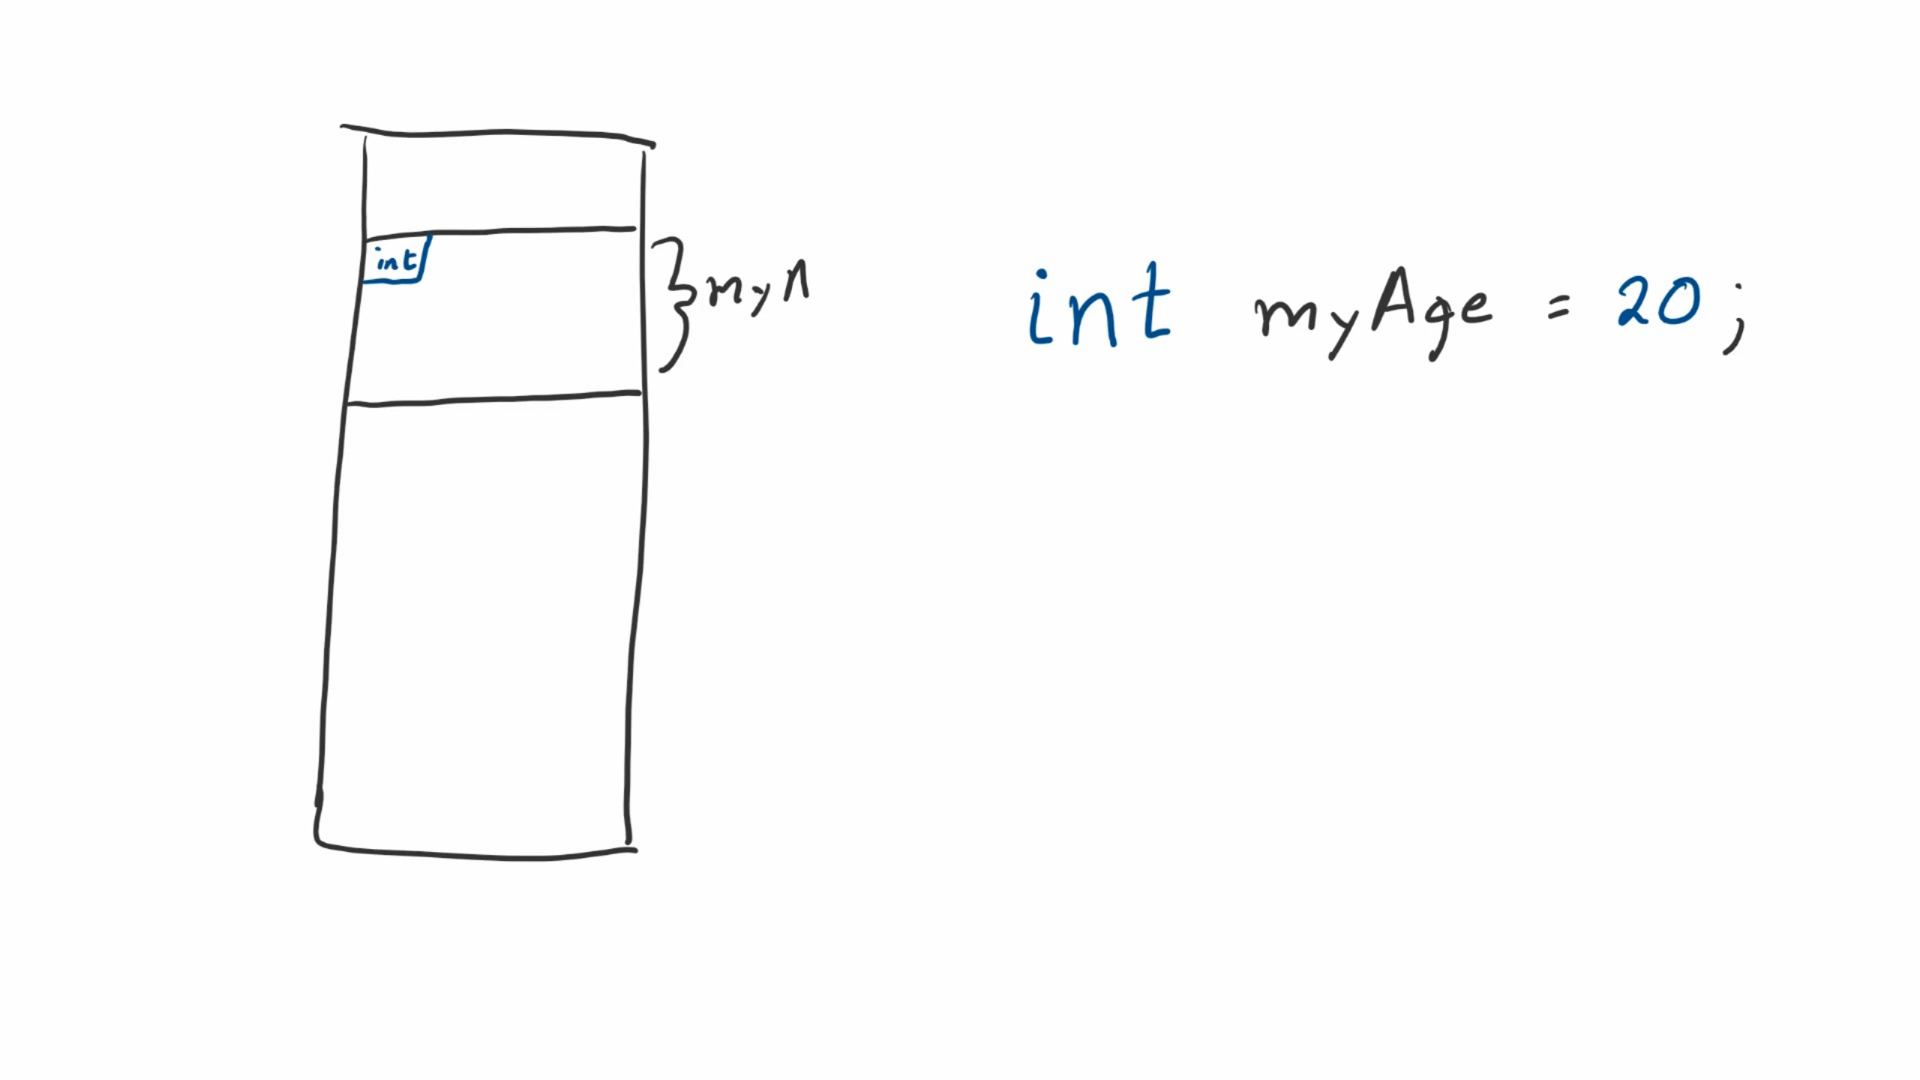 int
myA
int myAge = 20;